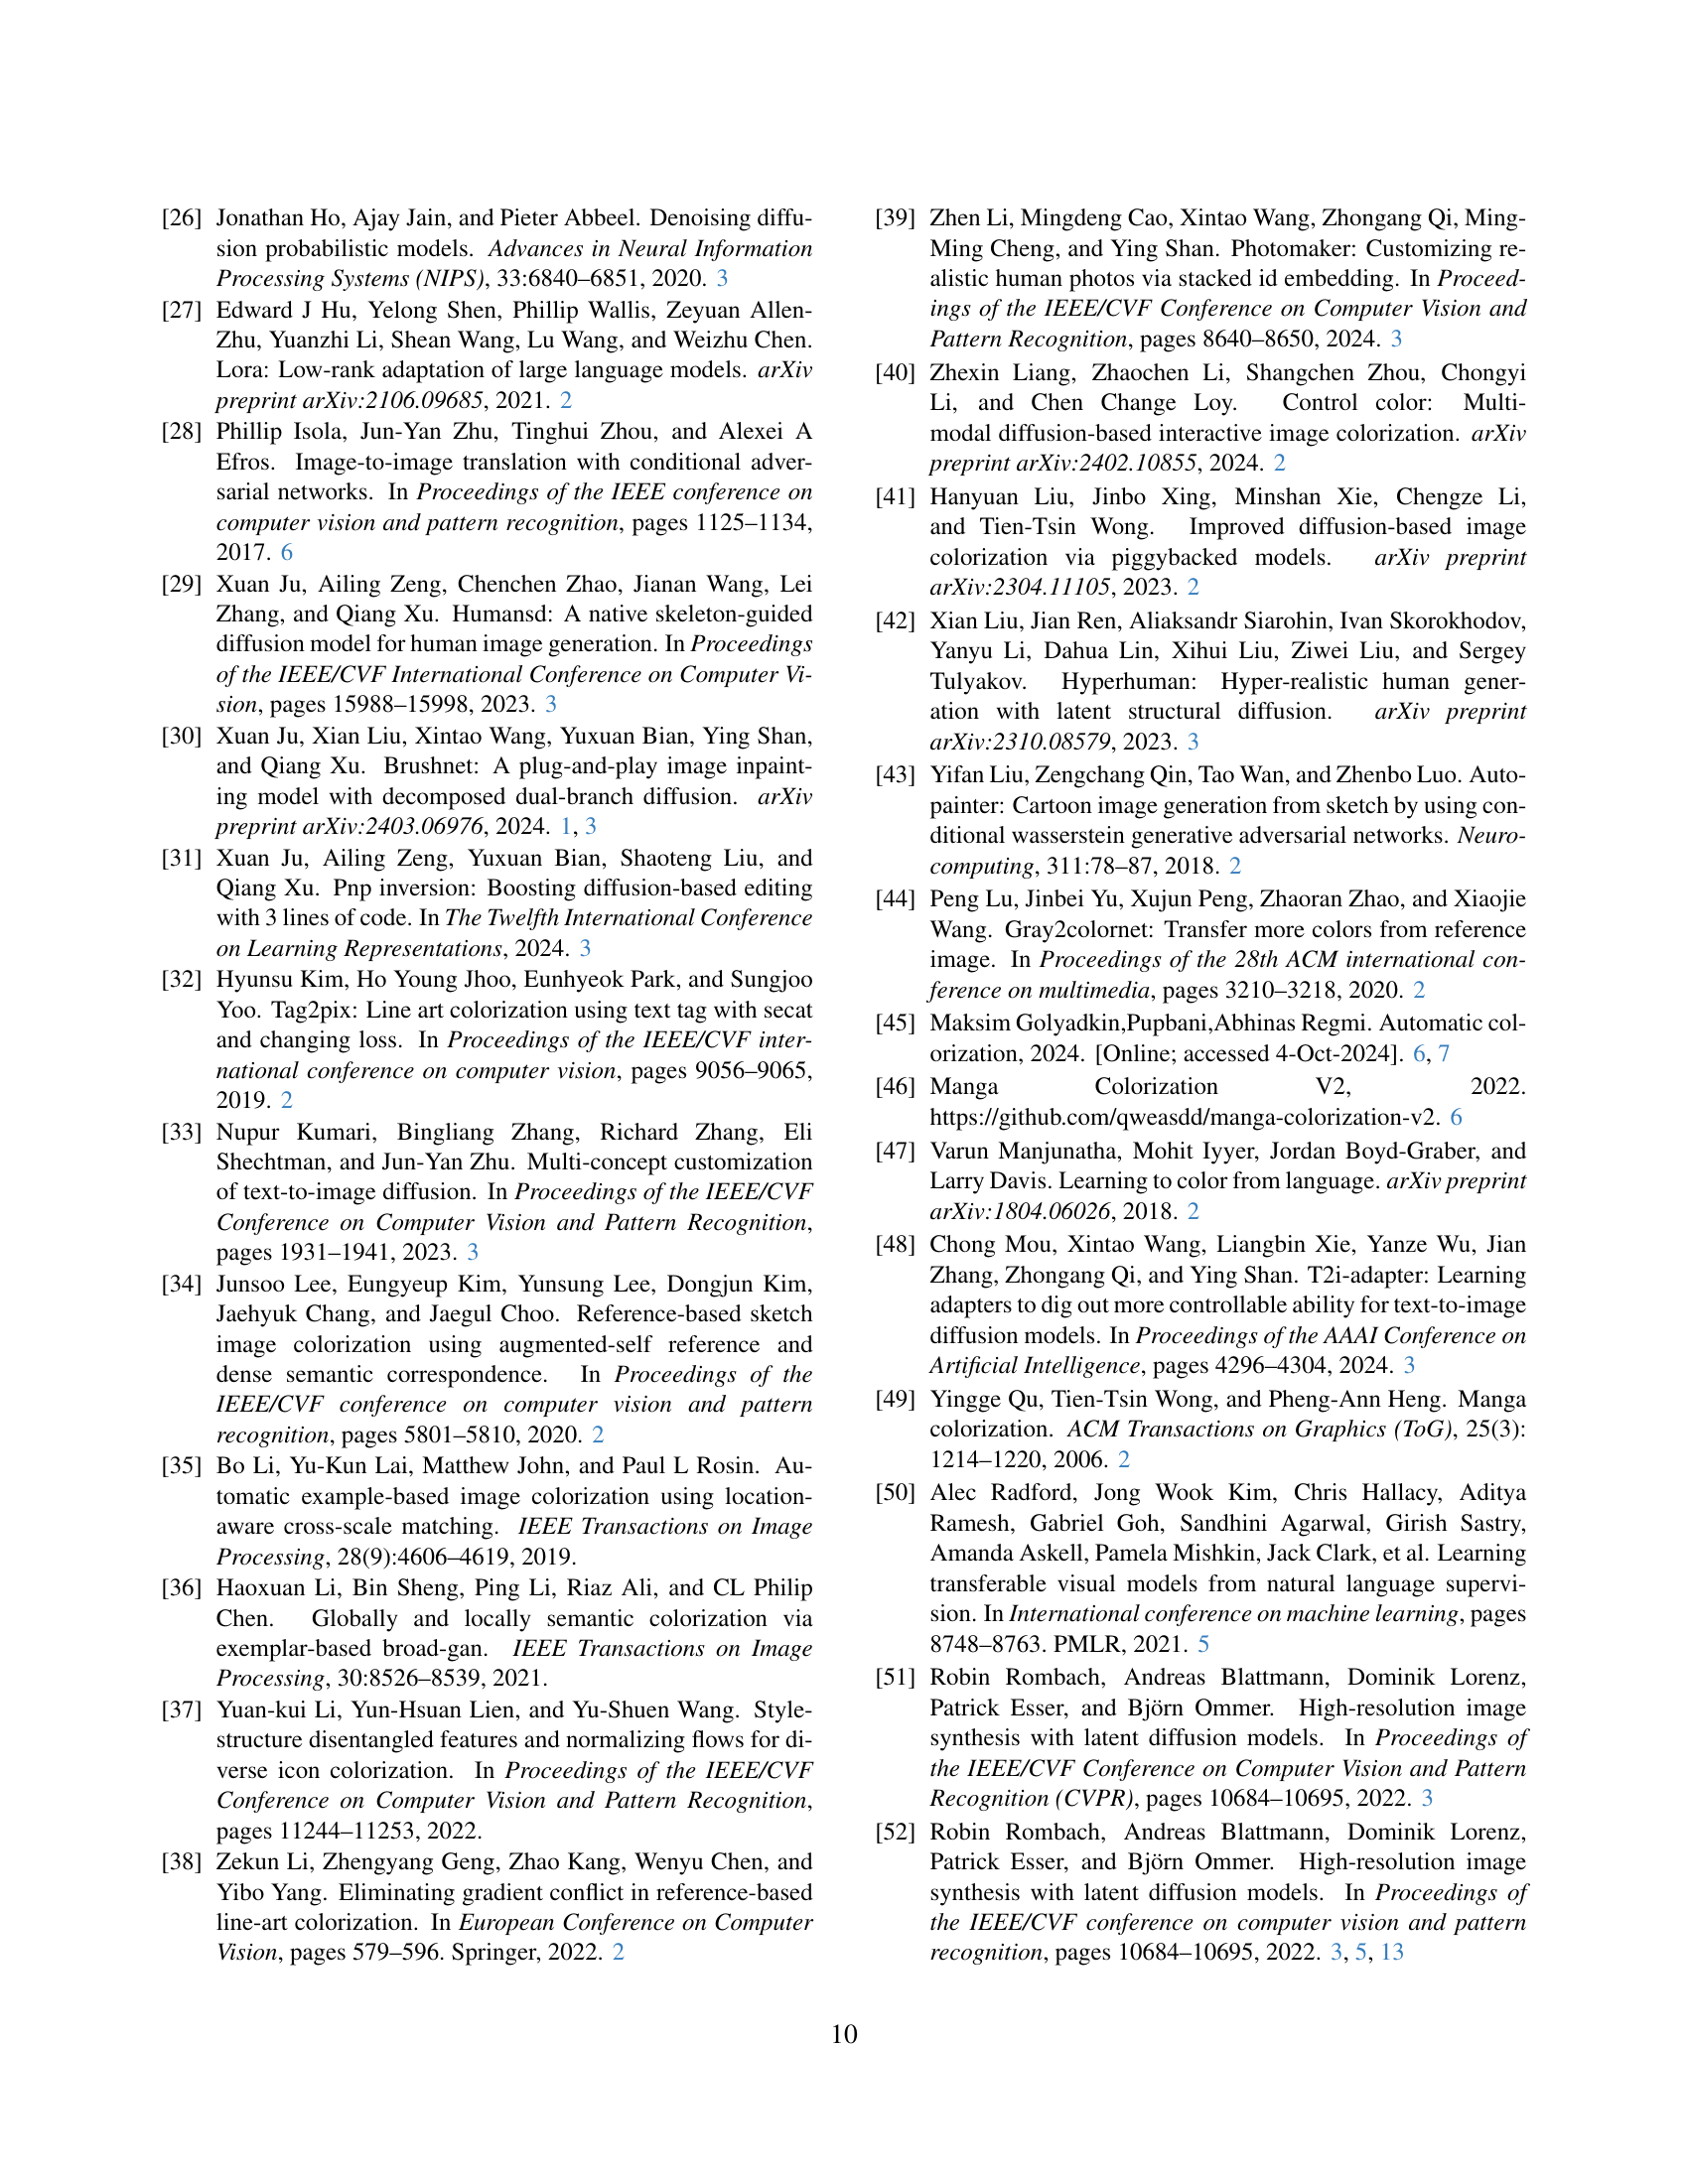 [26] Jonathan Ho, Ajay Jain, and Pieter Abbeel. Denoising diffu-
sion probabilistic models. Advances in Neural Information
Processing Systems (NIPS), 33:6840–6851, 2020. 3
[27] Edward J Hu, Yelong Shen, Phillip Wallis, Zeyuan Allen-
Zhu, Yuanzhi Li, Shean Wang, Lu Wang, and Weizhu Chen.
Lora: Low-rank adaptation of large language models. arXiv
preprint arXiv:2106.09685, 2021. 2
[28] Phillip Isola, Jun-Yan Zhu, Tinghui Zhou, and Alexei A
Efros. Image-to-image translation with conditional adver-
sarial networks. In Proceedings of the IEEE conference on
computer vision and pattern recognition, pages 1125–1134,
2017. 6
[29] Xuan Ju, Ailing Zeng, Chenchen Zhao, Jianan Wang, Lei
Zhang, and Qiang Xu. Humansd: A native skeleton-guided
diffusion model for human image generation. In Proceedings
of the IEEE/CVF International Conference on Computer Vi-
sion, pages 15988–15998, 2023. 3
[30] Xuan Ju, Xian Liu, Xintao Wang, Yuxuan Bian, Ying Shan,
and Qiang Xu. Brushnet: A plug-and-play image inpaint-
ing model with decomposed dual-branch diffusion. arXiv
preprint arXiv:2403.06976, 2024. 1, 3
[31] Xuan Ju, Ailing Zeng, Yuxuan Bian, Shaoteng Liu, and
Qiang Xu. Pnp inversion: Boosting diffusion-based editing
with 3 lines of code. In The Twelfth International Conference
on Learning Representations, 2024. 3
[32] Hyunsu Kim, Ho Young Jhoo, Eunhyeok Park, and Sungjoo
Yoo. Tag2pix: Line art colorization using text tag with secat
and changing loss. In Proceedings of the IEEE/CVF inter-
national conference on computer vision, pages 9056–9065,
2019. 2
[33] Nupur Kumari, Bingliang Zhang, Richard Zhang, Eli
Shechtman, and Jun-Yan Zhu. Multi-concept customization
of text-to-image diffusion. In Proceedings of the IEEE/CVF
Conference on Computer Vision and Pattern Recognition,
pages 1931–1941, 2023. 3
[34] Junsoo Lee, Eungyeup Kim, Yunsung Lee, Dongjun Kim,
Jaehyuk Chang, and Jaegul Choo. Reference-based sketch
image colorization using augmented-self reference and
dense semantic correspondence. In Proceedings of the
IEEE/CVF conference on computer vision and pattern
recognition, pages 5801–5810, 2020. 2
[35] Bo Li, Yu-Kun Lai, Matthew John, and Paul L Rosin. Au-
tomatic example-based image colorization using location-
aware cross-scale matching. IEEE Transactions on Image
Processing, 28(9):4606–4619, 2019.
[36] Haoxuan Li, Bin Sheng, Ping Li, Riaz Ali, and CL Philip
Chen. Globally and locally semantic colorization via
exemplar-based broad-gan. IEEE Transactions on Image
Processing, 30:8526–8539, 2021.
[37] Yuan-kui Li, Yun-Hsuan Lien, and Yu-Shuen Wang. Style-
structure disentangled features and normalizing flows for di-
verse icon colorization. In Proceedings of the IEEE/CVF
Conference on Computer Vision and Pattern Recognition,
pages 11244–11253, 2022.
[38] Zekun Li, Zhengyang Geng, Zhao Kang, Wenyu Chen, and
Yibo Yang. Eliminating gradient conflict in reference-based
line-art colorization. In European Conference on Computer
Vision, pages 579–596. Springer, 2022. 2
[39] Zhen Li, Mingdeng Cao, Xintao Wang, Zhongang Qi, Ming-
Ming Cheng, and Ying Shan. Photomaker: Customizing re-
alistic human photos via stacked id embedding. In Proceed-
ings of the IEEE/CVF Conference on Computer Vision and
Pattern Recognition, pages 8640–8650, 2024. 3
[40] Zhexin Liang, Zhaochen Li, Shangchen Zhou, Chongyi
Li, and Chen Change Loy. Control color: Multi-
modal diffusion-based interactive image colorization. arXiv
preprint arXiv:2402.10855, 2024. 2
[41] Hanyuan Liu, Jinbo Xing, Minshan Xie, Chengze Li,
and Tien-Tsin Wong. Improved diffusion-based image
colorization via piggybacked models. arXiv preprint
arXiv:2304.11105, 2023. 2
[42] Xian Liu, Jian Ren, Aliaksandr Siarohin, Ivan Skorokhodov,
Yanyu Li, Dahua Lin, Xihui Liu, Ziwei Liu, and Sergey
Tulyakov. Hyperhuman: Hyper-realistic human gener-
ation with latent structural diffusion. arXiv preprint
arXiv:2310.08579, 2023. 3
[43] Yifan Liu, Zengchang Qin, Tao Wan, and Zhenbo Luo. Auto-
painter: Cartoon image generation from sketch by using con-
ditional wasserstein generative adversarial networks. Neuro-
computing, 311:78–87, 2018. 2
[44] Peng Lu, Jinbei Yu, Xujun Peng, Zhaoran Zhao, and Xiaojie
Wang. Gray2colornet: Transfer more colors from reference
image. In Proceedings of the 28th ACM international con-
ference on multimedia, pages 3210–3218, 2020. 2
[45] Maksim Golyadkin,Pupbani,Abhinas Regmi. Automatic col-
orization, 2024. [Online; accessed 4-Oct-2024]. 6, 7
[46] Manga Colorization V2, 2022.
https://github.com/qweasdd/manga-colorization-v2. 6
[47] Varun Manjunatha, Mohit Iyyer, Jordan Boyd-Graber, and
Larry Davis. Learning to color from language. arXiv preprint
arXiv:1804.06026, 2018. 2
[48] Chong Mou, Xintao Wang, Liangbin Xie, Yanze Wu, Jian
Zhang, Zhongang Qi, and Ying Shan. T2i-adapter: Learning
adapters to dig out more controllable ability for text-to-image
diffusion models. In Proceedings of the AAAI Conference on
Artificial Intelligence, pages 4296–4304, 2024. 3
[49] Yingge Qu, Tien-Tsin Wong, and Pheng-Ann Heng. Manga
colorization. ACM Transactions on Graphics (ToG), 25(3):
1214–1220, 2006. 2
[50] Alec Radford, Jong Wook Kim, Chris Hallacy, Aditya
Ramesh, Gabriel Goh, Sandhini Agarwal, Girish Sastry,
Amanda Askell, Pamela Mishkin, Jack Clark, et al. Learning
transferable visual models from natural language supervi-
sion. In International conference on machine learning, pages
8748–8763. PMLR, 2021. 5
[51] Robin Rombach, Andreas Blattmann, Dominik Lorenz,
Patrick Esser, and Björn Ommer. High-resolution image
synthesis with latent diffusion models. In Proceedings of
the IEEE/CVF Conference on Computer Vision and Pattern
Recognition (CVPR), pages 10684–10695, 2022. 3
[52] Robin Rombach, Andreas Blattmann, Dominik Lorenz,
Patrick Esser, and Björn Ommer. High-resolution image
synthesis with latent diffusion models. In Proceedings of
the IEEE/CVF conference on computer vision and pattern
recognition, pages 10684–10695, 2022. 3, 5, 13
10